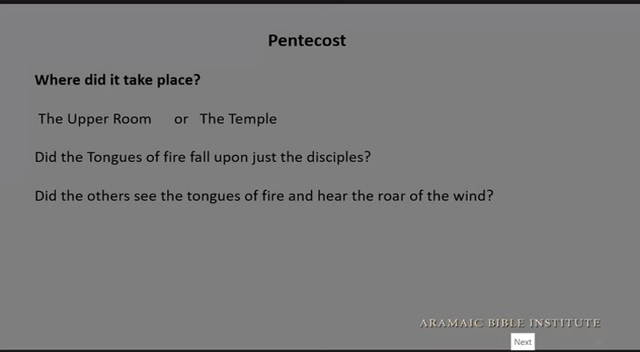 Pentecost
Where did it take place?
The Upper Room or The Temple
Did the Tongues of fire fall upon just the disciples?
Did the others see the tongues of fire and hear the roar of the wind?
ARAMAIC BIBLE INSTITUTE
Next